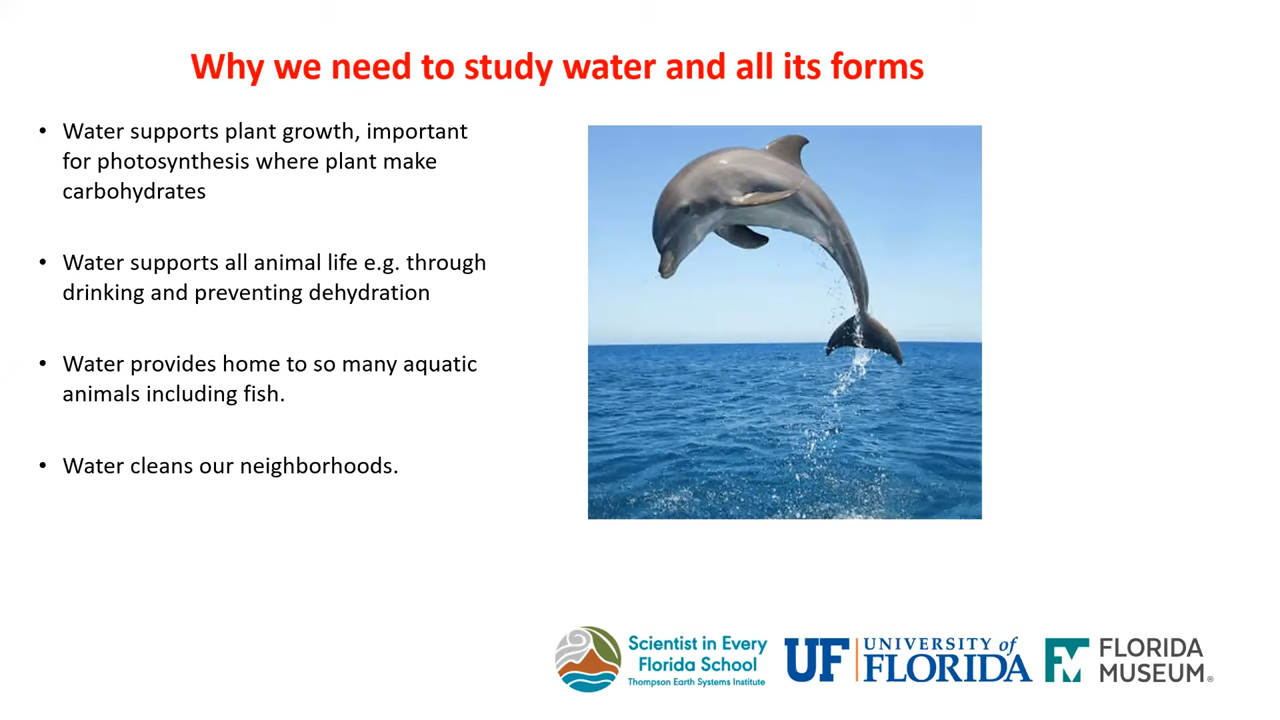 Why we need to study water and all its forms
• Water supports plant growth, important
for photosynthesis where plant make
carbohydrates
• Water supports all animal life e.g. through
drinking and preventing dehydration
• Water provides home to so many aquatic
animals including fish.
• Water cleans our neighborhoods.
Scientist in Every
Florida School
Thompson Earth Systems Institute
UF
UNIVERSITY of
FLORIDA
FM
FLORIDA
MUSEUM®